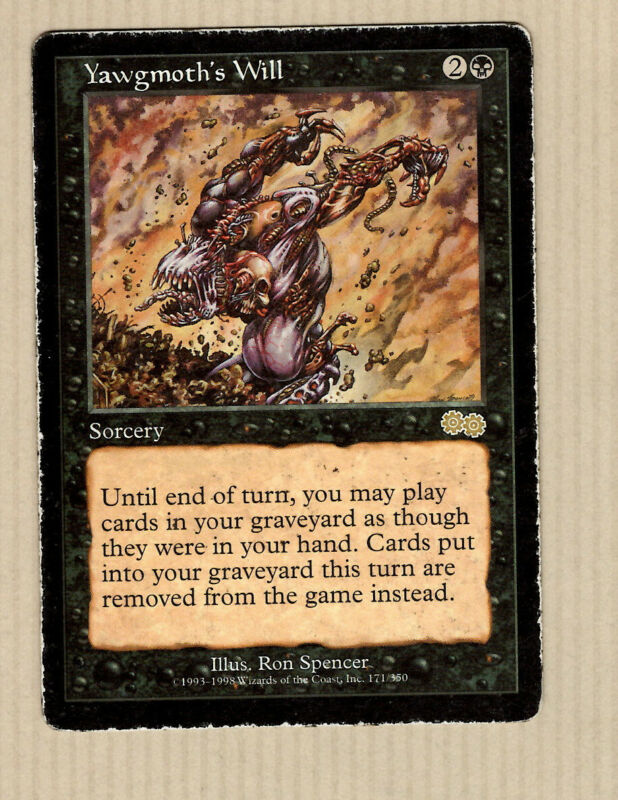 Yawgmoth's Will 2
Sorcery
Until end of turn, you may play
cards in your graveyard as though
they were in your hand. Cards put
into your graveyard this turn are
removed from the game instead.
Illus. Ron Spencer
©1993-1998 Wizards of the Coast, Inc. 171/350